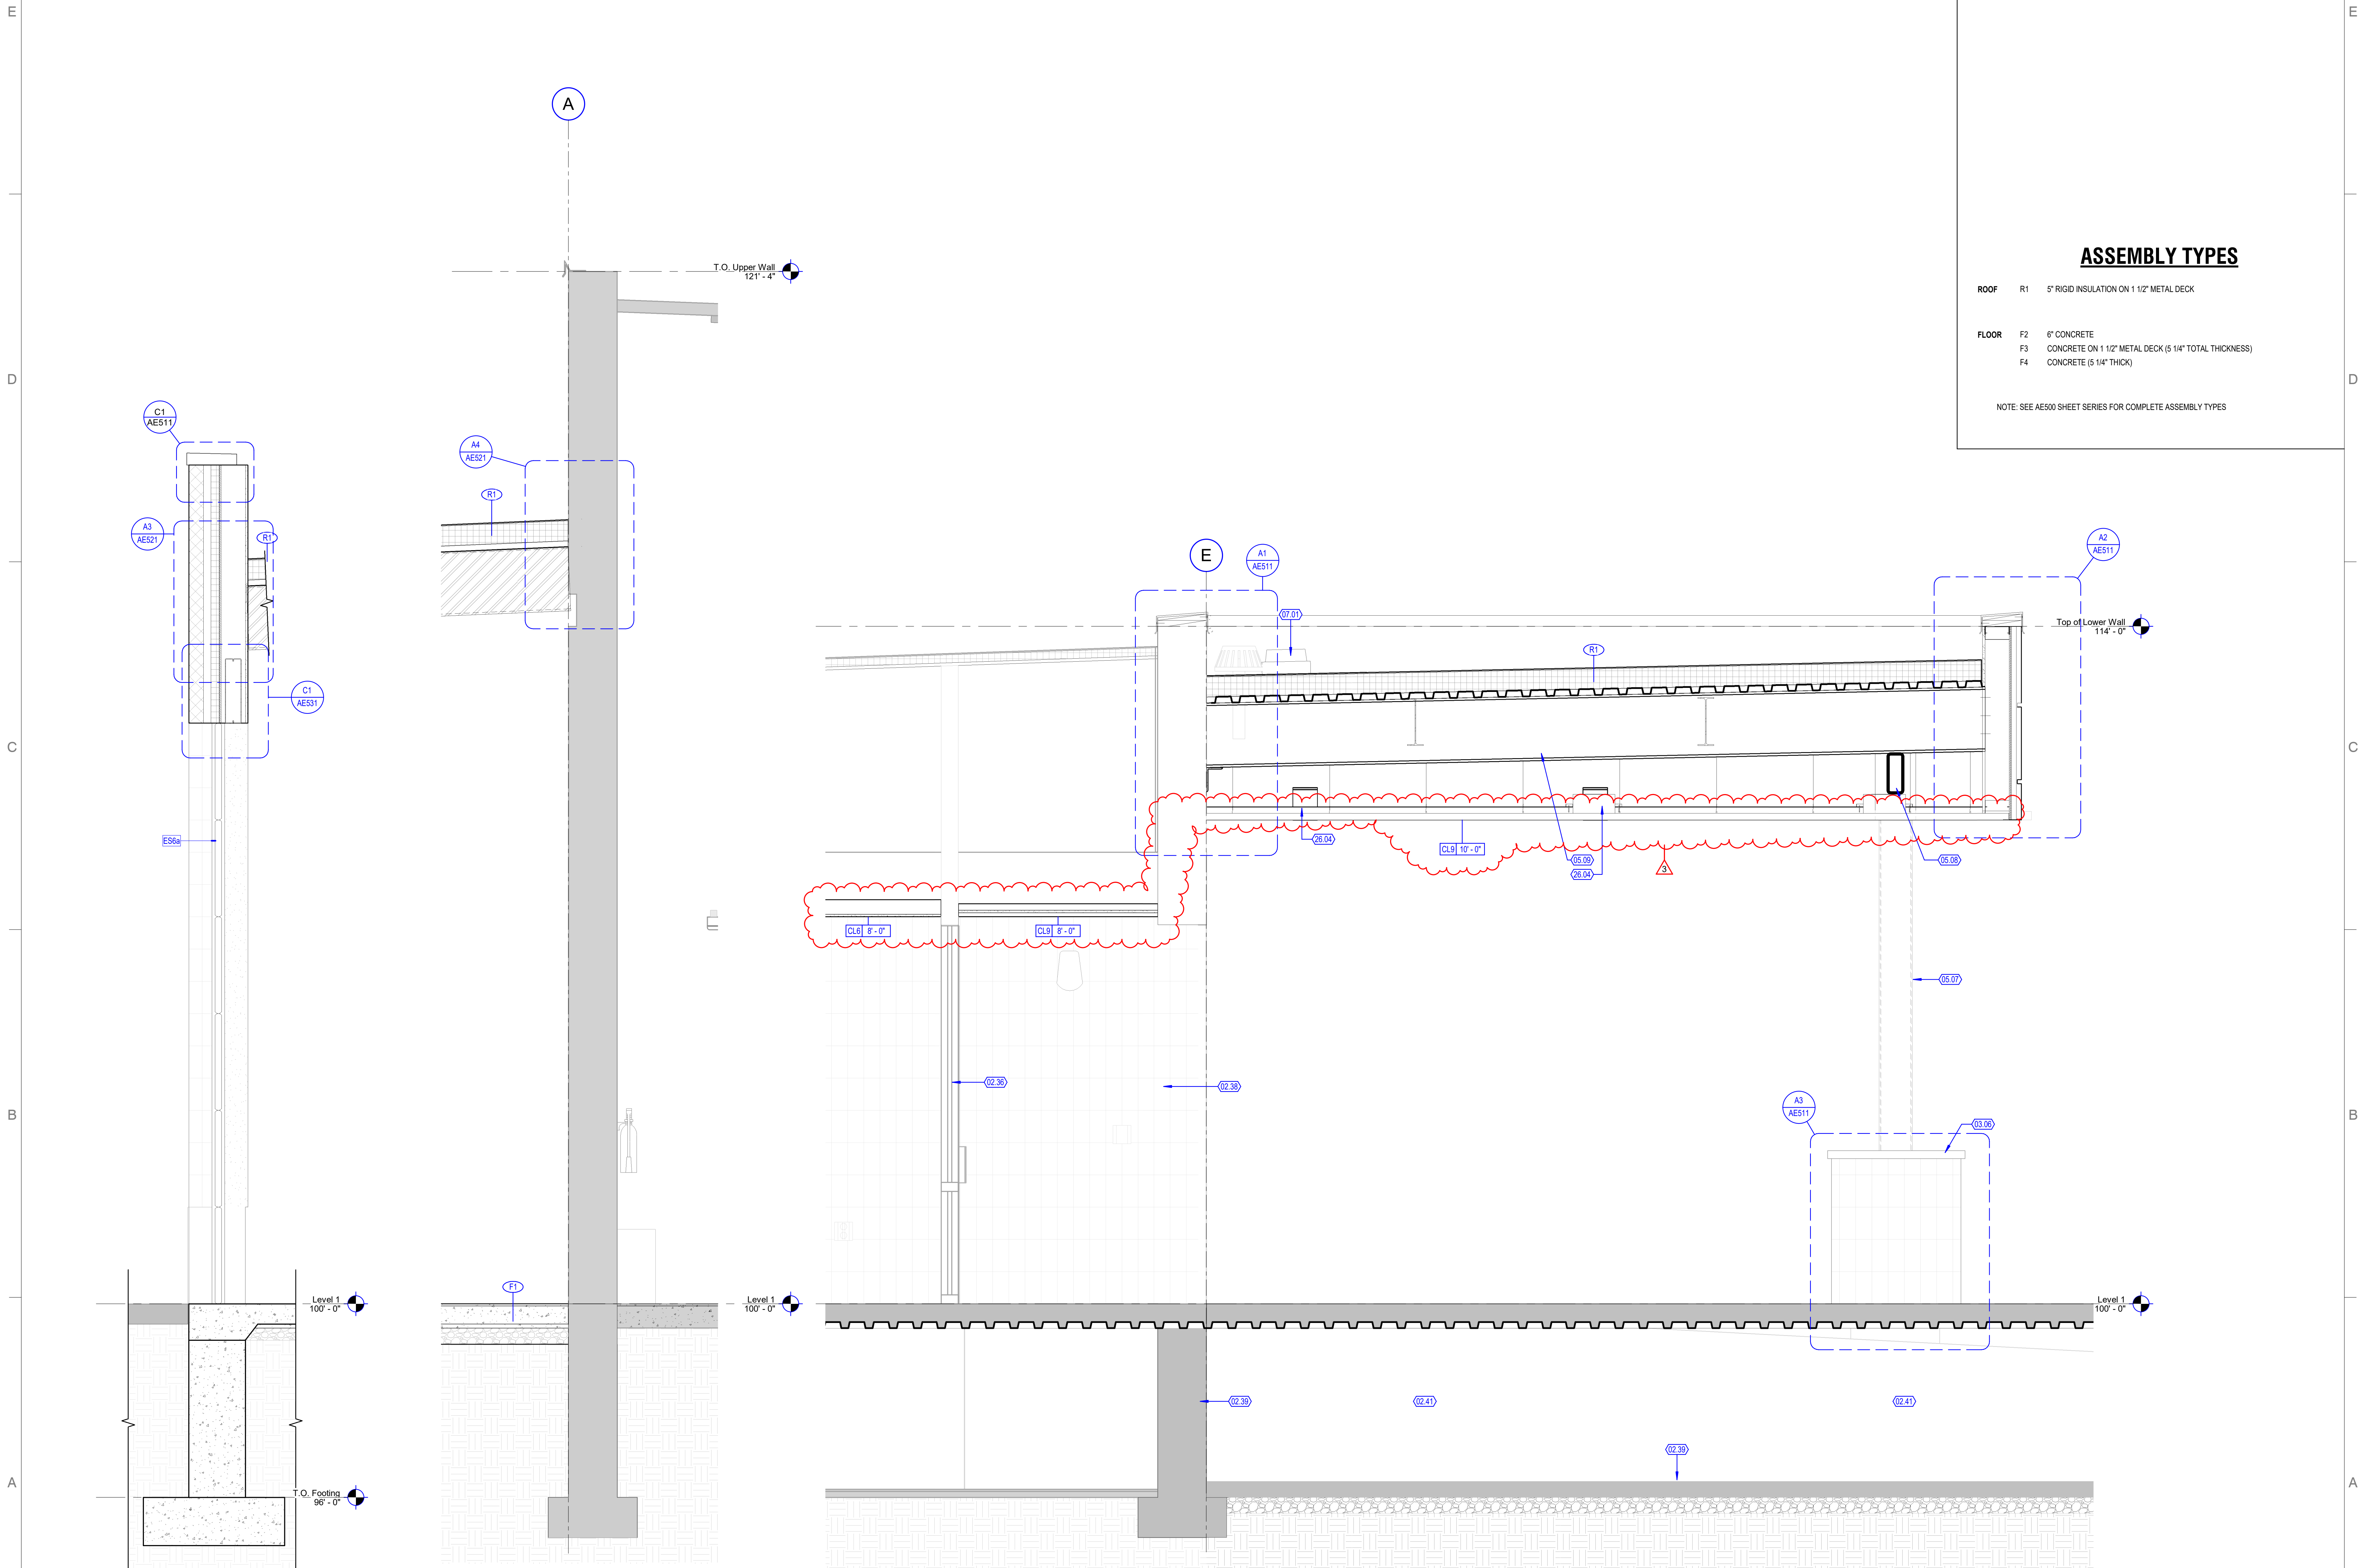 E
E
A
T.O. Upper Wall
121' - 4"
ASSEMBLY TYPES
ROOF R1 5" RIGID INSULATION ON 1 1/2" METAL DECK
FLOOR F2 6" CONCRETE
F3 CONCRETE ON 1 1/2" METAL DECK (5 1/4" TOTAL THICKNESS)
F4 CONCRETE (5 1/4" THICK)
D
D
NOTE: SEE AE500 SHEET SERIES FOR COMPLETE ASSEMBLY TYPES
C1
AE511
A4
AE521
R1
A3
AE521
R1
E
A1
AE511
A2
AE511
07.01
Top of Lower Wall
114' - 0"
R1
C1
AE531
C
C
ES6a
26.04
CL9 10' - 0"
05.09
26.04
3
05.08
CL6 8' - 0"
CL9 8' - 0"
05.07
02.36
02.38
A3
AE511
03.06
B
B
F1
Level 1
100' - 0"
Level 1
100' - 0"
Level 1
100' - 0"
02.39
02.41
02.41
02.39
A
A
T.O. Footing
96' - 0"